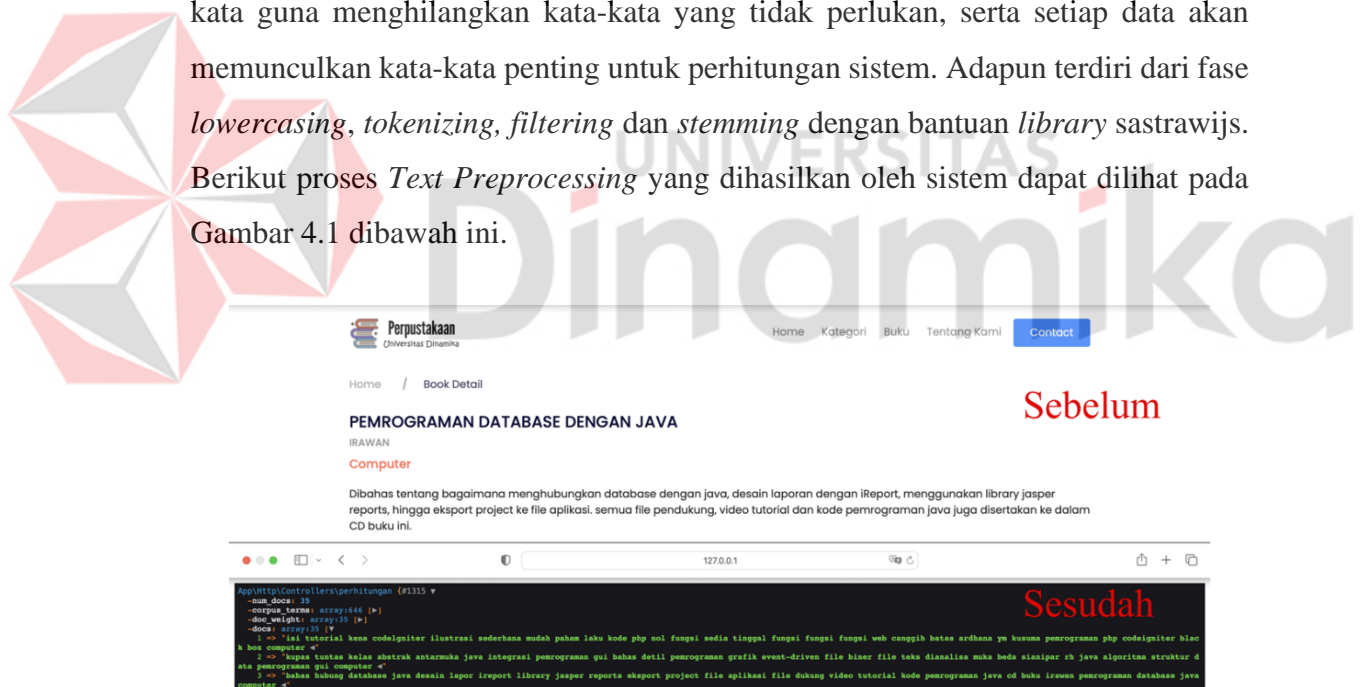 kata guna menghilangkan kata-kata yang tidak perlukan, serta setiap data akan
memunculkan kata-kata penting untuk perhitungan sistem. Adapun terdiri dari fase
lowercasing, tokenizing, filtering dan stemming dengan bantuan library sastrawijs.
Berikut proses Text Preprocessing yang dihasilkan oleh sistem dapat dilihat pada
Gambar 4.1 dibawah ini.
UNIVERSITAS
Dinamika
Perpustakaan
Universitas Dinamika
Home Kategori Buku Tentang Kami Contact
Home / Book Detail
Sebelum
PEMROGRAMAN DATABASE DENGAN JAVA
IRAWAN
Computer
Dibahas tentang bagaimana menghubungkan database dengan java, desain laporan dengan iReport, menggunakan library jasper
reports, hingga eksport project ke file aplikasi. semua file pendukung, video tutorial dan kode pemrograman java juga disertakan ke dalam
CD buku ini.
127.0.0.1
Sesudah
App\Http\Controllers\perhitungan {#1315 ▼
-num_docs: 35
-corpus_terms: array:646 [▶]
-doc_weight: array:35 [▶]
-docs: array:35 [▼
1 => "isi tutorial kena codeigniter ilustrasi sederhana mudah paham laku kode php nol fungsi sedia tinggal fungsi fungsi fungsi web canggih batas ardhana ym kusuma pemrograman php codeigniter blac
k box computer ◀"
2 => "kupas tuntas kelas abstrak antarmuka java integrasi pemrograman gui bahas detil pemrograman grafik event-driven file biner file teks dianalisa muka beda sianipar rh java algoritma struktur d
ata pemrograman gui computer ◀"
3 => "bahas hubung database java desain lapor ireport library jasper reports eksport project file aplikasi file dukung video tutorial kode pemrograman java cd buku irawan pemrograman database java
computer ◀"